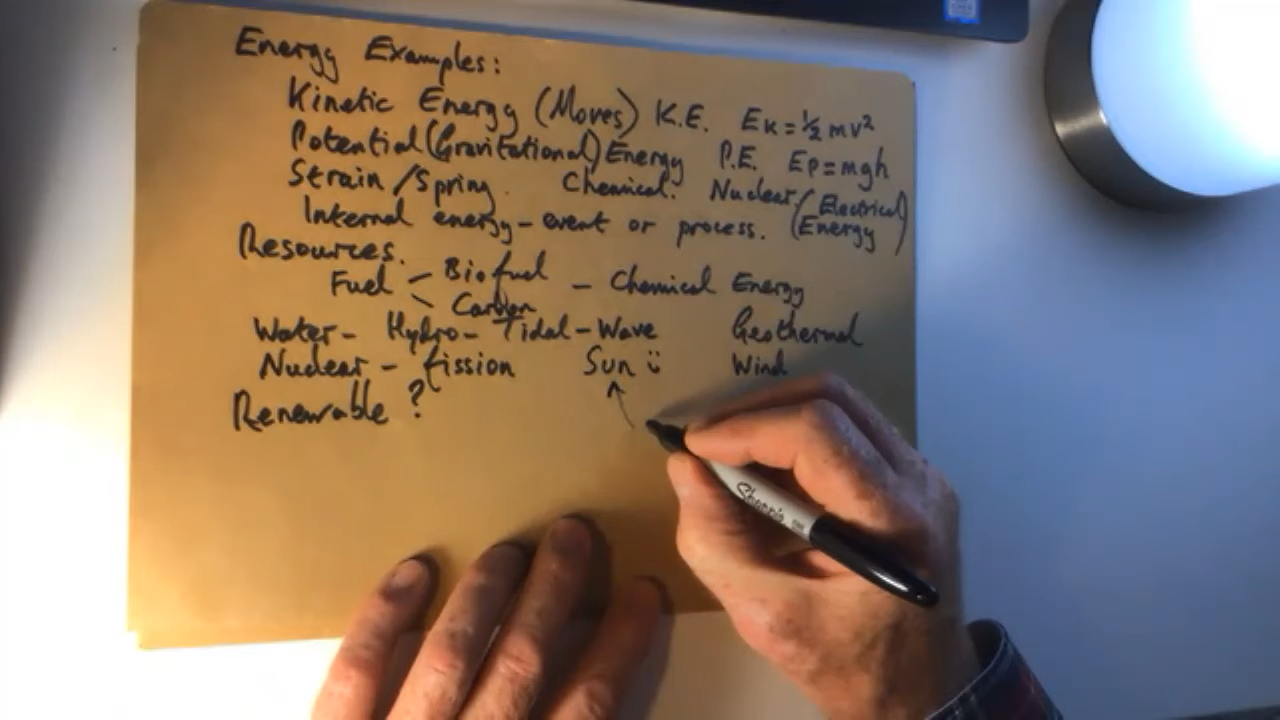 Energy Examples:
Kinetic Energy (Moves) K.E. Ek=½mv²
Potential (Gravitational) Energy P.E. Ep=mgh
Strain/Spring. Chemical. Nuclear/(Electrical
Internal energy - event or process. Energy)
Resources.
Fuel - Biofuel - Chemical Energy
- Carbon
Water - Hydro - Tidal - Wave Geothermal
Nuclear - fission Sun Wind
Renewable ?
Sharpie